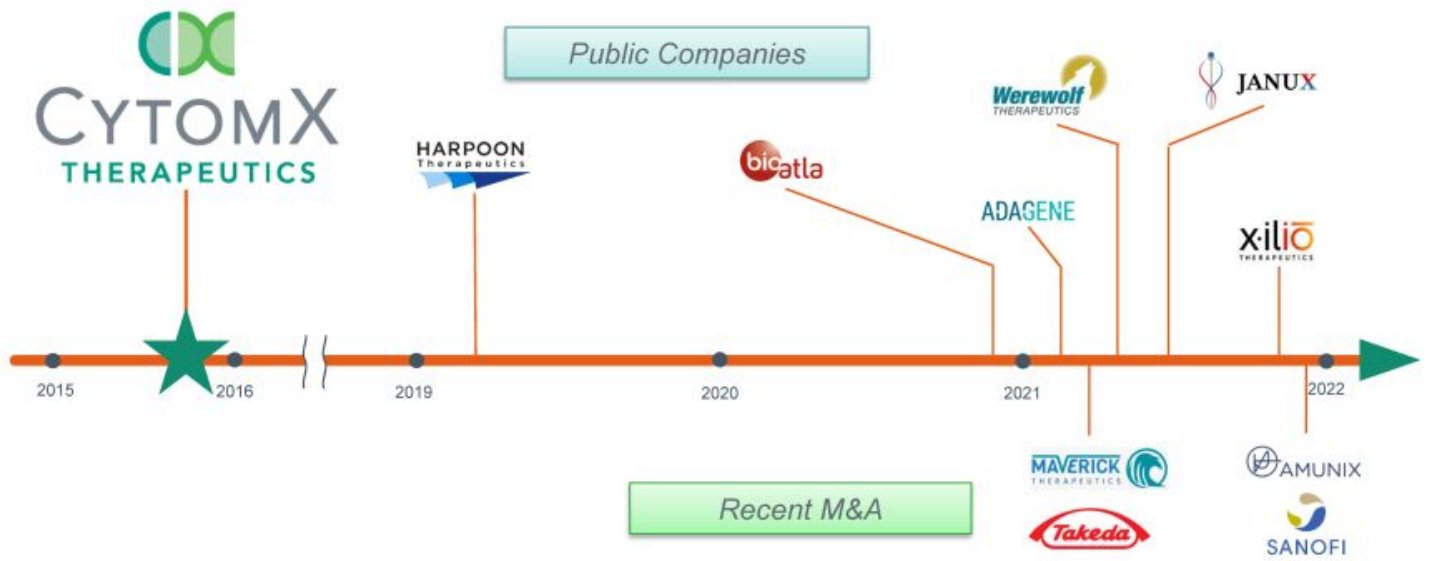 CYTOMX
THERAPEUTICS
Public Companies
HARPOON
Therapeutics
bioatla
Werewolf
THERAPEUTICS
JANUX
ADAGENE
xilio
THERAPEUTICS
2015
2016
2019
2020
2021
2022
MAVERICK
THERAPEUTICS
Takeda
AMUNIX
SANOFI
Recent M&A